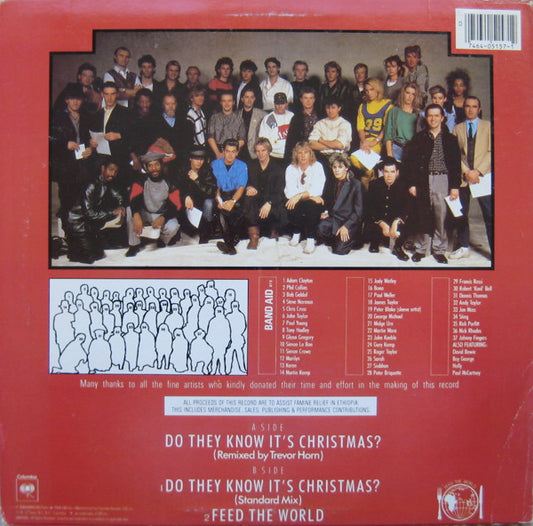 7464-05157-1
BAND AID
1 Adam Clayton
2 Phil Collins
3 Bob Geldof
4 Steve Norman
5 Chris Cross
6 John Taylor
7 Paul Young
8 Tony Hadley
9 Glenn Gregory
10 Simon Le Bon
11 Simon Crowe
12 Marilyn
13 Keren
14 Martin Kemp
15 Jody Watley
16 Bono
17 Paul Weller
18 James Taylor
19 Peter Blake (sleeve artist)
20 George Michael
21 Midge Ure
22 Martin Ware
23 John Keeble
24 Gary Kemp
25 Roger Taylor
26 Sarah
27 Siobhan
28 Peter Briquette
29 Francis Rossi
30 Robert 'Kool' Bell
31 Dennis Thomas
32 Andy Taylor
33 Jon Moss
34 Sting
35 Rick Parfitt
36 Nick Rhodes
37 Johnny Fingers
ALSO FEATURING:
David Bowie
Boy George
Holly
Paul McCartney
Many thanks to all the fine artists who kindly donated their time and effort in the making of this record
ALL PROCEEDS OF THIS RECORD ARE TO ASSIST FAMINE RELIEF IN ETHIOPIA.
THIS INCLUDES MERCHANDISE, SALES, PUBLISHING & PERFORMANCE CONTRIBUTIONS.
A SIDE
DO THEY KNOW IT'S CHRISTMAS?
(Remixed by Trevor Horn)
B SIDE
1 DO THEY KNOW IT'S CHRISTMAS?
(Standard Mix)
2 FEED THE WORLD
Columbia